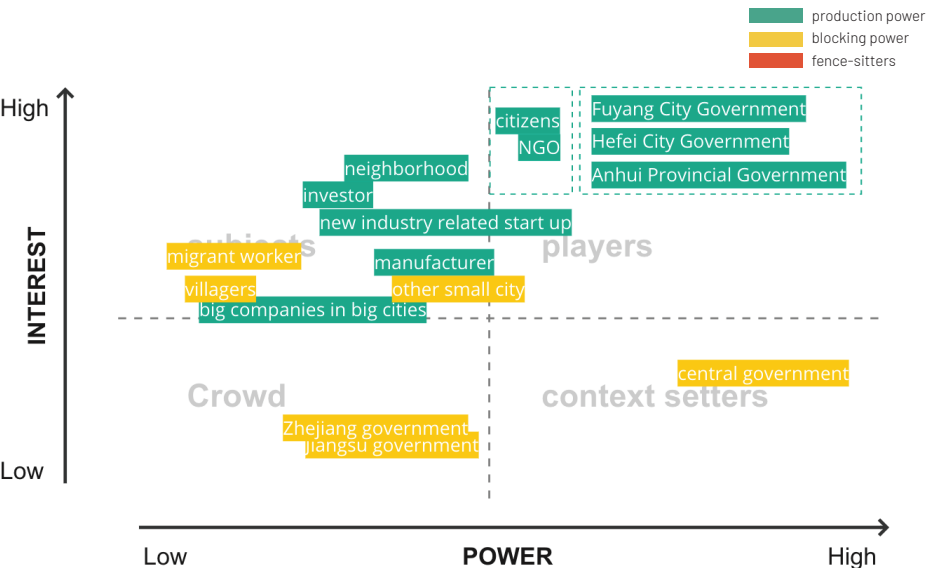 production power
blocking power
fence-sitters
High
citizens
NGO
Fuyang City Government
Hefei City Government
Anhui Provincial Government
neighborhood
investor
new industry related start up
subjects
players
migrant worker
manufacturer
villagers
other small city
big companies in big cities
INTEREST
central government
Crowd
context setters
Zhejiang government
Jiangsu government
Low
Low
POWER
High